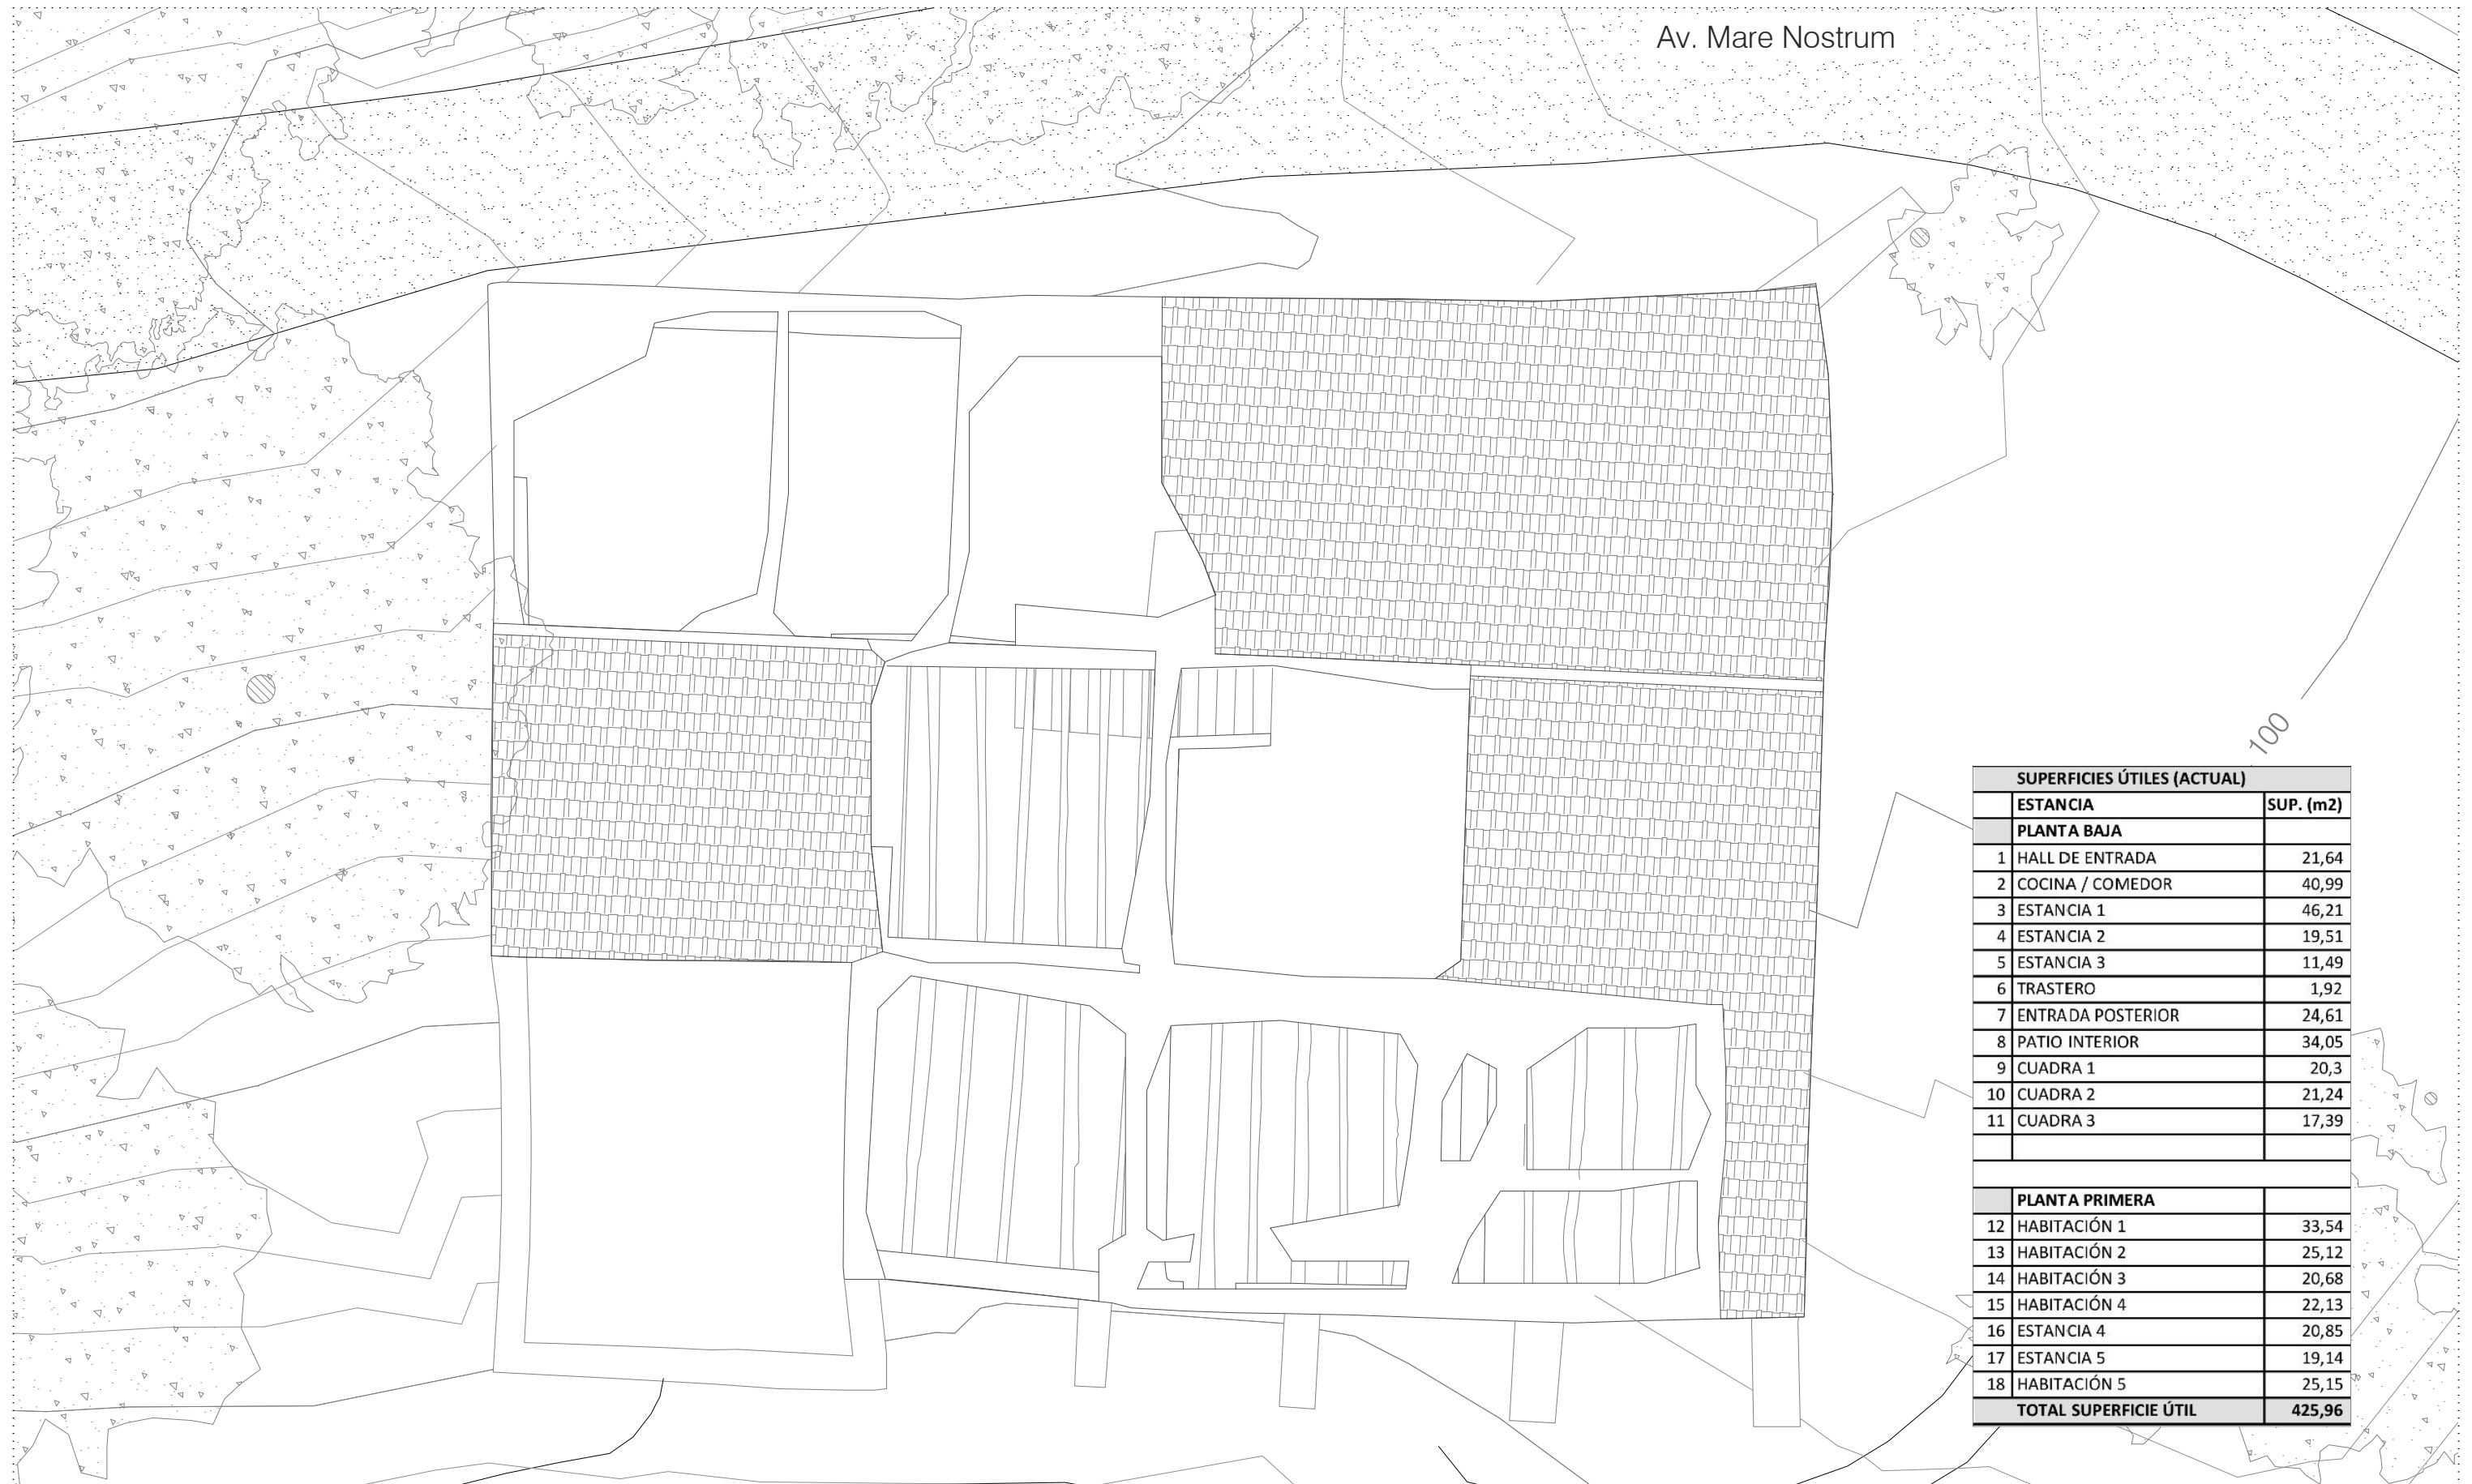 Av. Mare Nostrum
100
SUPERFICIES ÚTILES (ACTUAL)
ESTANCIA SUP. (m2)
PLANTA BAJA
1 HALL DE ENTRADA 21,64
2 COCINA / COMEDOR 40,99
3 ESTANCIA 1 46,21
4 ESTANCIA 2 19,51
5 ESTANCIA 3 11,49
6 TRASTERO 1,92
7 ENTRADA POSTERIOR 24,61
8 PATIO INTERIOR 34,05
9 CUADRA 1 20,3
10 CUADRA 2 21,24
11 CUADRA 3 17,39
PLANTA PRIMERA
12 HABITACIÓN 1 33,54
13 HABITACIÓN 2 25,12
14 HABITACIÓN 3 20,68
15 HABITACIÓN 4 22,13
16 ESTANCIA 4 20,85
17 ESTANCIA 5 19,14
18 HABITACIÓN 5 25,15
TOTAL SUPERFICIE ÚTIL 425,96